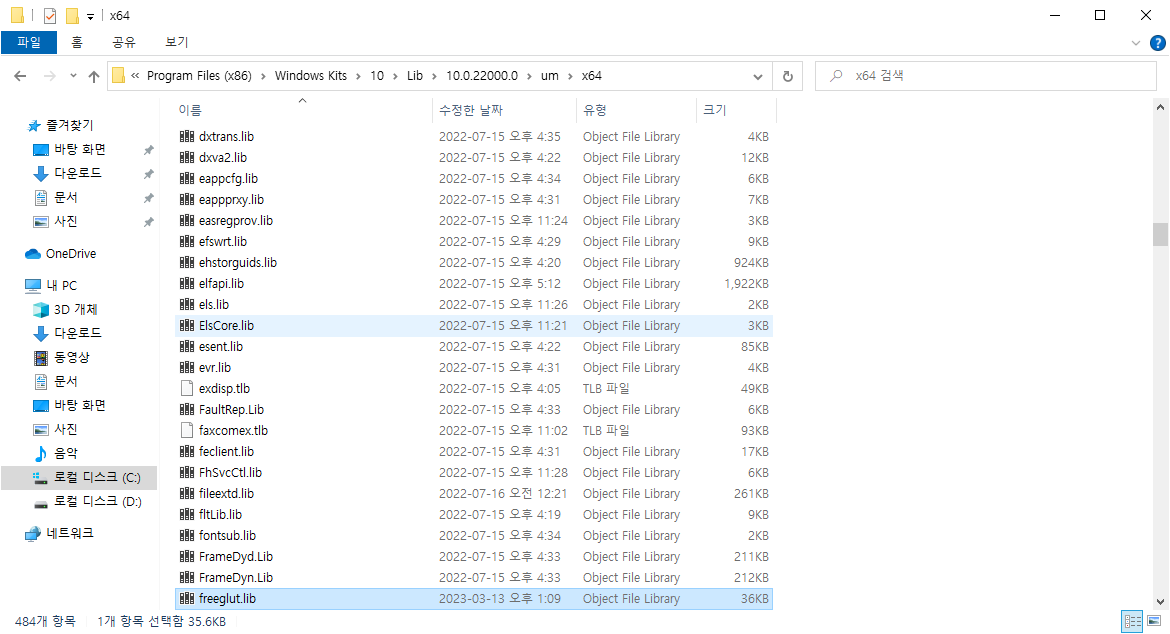 x64
파일 홈 공유 보기
« Program Files (x86) > Windows Kits > 10 > Lib > 10.0.22000.0 > um > x64
x64 검색
즐겨찾기
바탕 화면
다운로드
문서
사진
OneDrive
내 PC
3D 개체
다운로드
동영상
문서
바탕 화면
사진
음악
로컬 디스크 (C:)
로컬 디스크 (D:)
네트워크
이름 수정한 날짜 유형 크기
dxtrans.lib 2022-07-15 오후 4:35 Object File Library 4KB
dxva2.lib 2022-07-15 오후 4:22 Object File Library 12KB
eappcfg.lib 2022-07-15 오후 4:34 Object File Library 6KB
eappprxy.lib 2022-07-15 오후 4:31 Object File Library 7KB
easregprov.lib 2022-07-15 오후 11:24 Object File Library 3KB
efswrt.lib 2022-07-15 오후 4:29 Object File Library 9KB
ehstorguids.lib 2022-07-15 오후 4:20 Object File Library 924KB
elfapi.lib 2022-07-15 오후 5:12 Object File Library 1,922KB
els.lib 2022-07-15 오후 11:26 Object File Library 2KB
ElsCore.lib 2022-07-15 오후 11:21 Object File Library 3KB
esent.lib 2022-07-15 오후 4:22 Object File Library 85KB
evr.lib 2022-07-15 오후 4:31 Object File Library 4KB
exdisp.tlb 2022-07-15 오후 4:05 TLB 파일 49KB
FaultRep.Lib 2022-07-15 오후 4:33 Object File Library 6KB
faxcomex.tlb 2022-07-15 오후 11:02 TLB 파일 93KB
feclient.lib 2022-07-15 오후 4:31 Object File Library 17KB
FhSvcCtl.lib 2022-07-15 오후 11:28 Object File Library 6KB
fileextd.lib 2022-07-16 오전 12:21 Object File Library 261KB
fltLib.lib 2022-07-15 오후 4:19 Object File Library 9KB
fontsub.lib 2022-07-15 오후 4:34 Object File Library 2KB
FrameDyd.Lib 2022-07-15 오후 4:33 Object File Library 211KB
FrameDyn.Lib 2022-07-15 오후 4:33 Object File Library 212KB
freeglut.lib 2023-03-13 오후 1:09 Object File Library 36KB
484개 항목 1개 항목 선택함 35.6KB